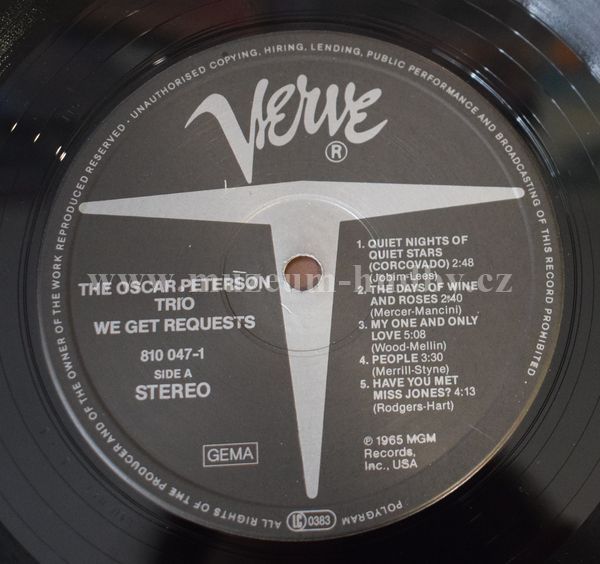 ALL RIGHTS OF THE PRODUCER AND OF THE OWNER OF THE WORK REPRODUCED RESERVED · UNAUTHORISED COPYING, HIRING, LENDING, PUBLIC PERFORMANCE AND BROADCASTING OF THIS RECORD PROHIBITED
Verve
®
THE OSCAR PETERSON
TRIO
WE GET REQUESTS
810 047-1
SIDE A
STEREO
GEMA
1. QUIET NIGHTS OF
QUIET STARS
(CORCOVADO) 2:48
(Jobim-Lees)
2. THE DAYS OF WINE
AND ROSES 2:40
(Mercer-Mancini)
3. MY ONE AND ONLY
LOVE 5:08
(Wood-Mellin)
4. PEOPLE 3:30
(Merrill-Styne)
5. HAVE YOU MET
MISS JONES? 4:13
(Rodgers-Hart)
℗ 1965 MGM
Records,
Inc., USA
LC 0383
POLYGRAM
www.muzeum-hudby.cz